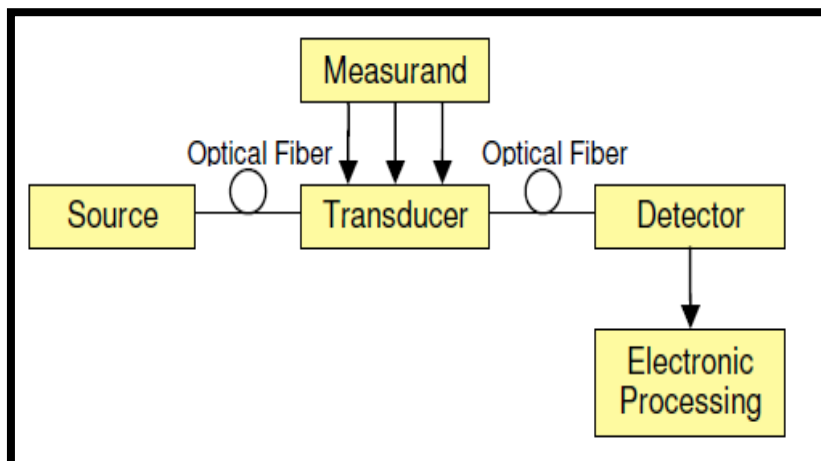 Measurand
Optical Fiber
Optical Fiber
Source
Transducer
Detector
Electronic
Processing